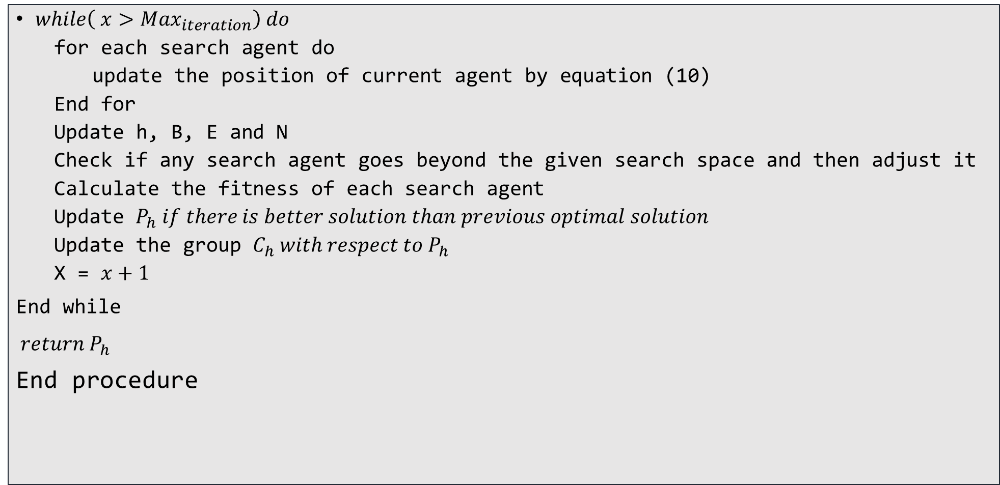 • while( x > Max_iteration) do
for each search agent do
update the position of current agent by equation (10)
End for
Update h, B, E and N
Check if any search agent goes beyond the given search space and then adjust it
Calculate the fitness of each search agent
Update P_h if there is better solution than previous optimal solution
Update the group C_h with respect to P_h
X = x + 1
End while
return P_h
End procedure